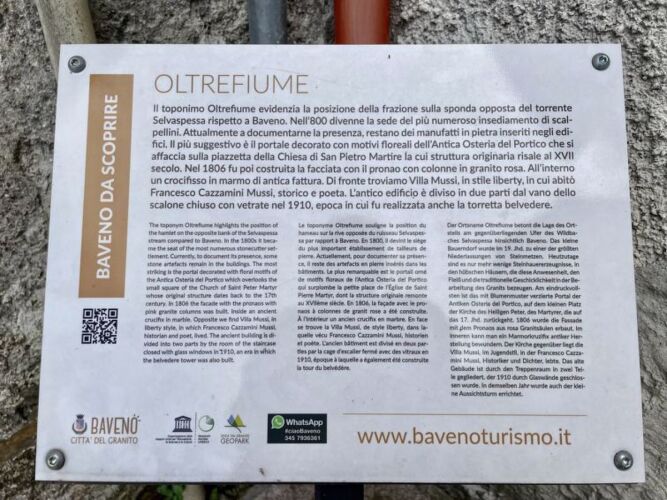 BAVENO DA SCOPRIRE
OLTREFIUME
Il toponimo Oltrefiume evidenzia la posizione della frazione sulla sponda opposta del torrente
Selvaspessa rispetto a Baveno. Nell'800 divenne la sede del più numeroso insediamento di scal-
pellini. Attualmente a documentarne la presenza, restano dei manufatti in pietra inseriti negli edi-
fici. Il più suggestivo è il portale decorato con motivi floreali dell'Antica Osteria del Portico che si
affaccia sulla piazzetta della Chiesa di San Pietro Martire la cui struttura originaria risale al XVII
secolo. Nel 1806 fu poi costruita la facciata con il pronao con colonne in granito rosa. All'interno
un crocifisso in marmo di antica fattura. Di fronte troviamo Villa Mussi, in stile liberty, in cui abitò
Francesco Cazzamini Mussi, storico e poeta. L'antico edificio è diviso in due parti dal vano dello
scalone chiuso con vetrate nel 1910, epoca in cui fu realizzata anche la torretta belvedere.
The toponym Oltrefiume highlights the position of
the hamlet on the opposite bank of the Selvaspessa
stream compared to Baveno. In the 1800s it became
the seat of the most numerous stonecutter settlement.
Currently, to document its presence, some
stone artefacts remain in the buildings. The most
striking is the portal decorated with floral motifs of
the Antica Osteria del Portico which overlooks the
small square of the Church of Saint Peter Martyr
whose original structure dates back to the 17th
century. In 1806 the facade with the pronaos with
pink granite columns was built. Inside an ancient
crucifix in marble. Opposite we find Villa Mussi, in
liberty style, in which Francesco Cazzamini Mussi,
historian and poet, lived. The ancient building is di-
vided into two parts by the room of the staircase
closed with glass windows in 1910, an era in which
the belvedere tower was also built.
Le toponyme Oltrefiume souligne la position du
hameau sur la rive opposée du ruisseau Selvaspes-
sa par rapport à Baveno. En 1800, il devint le siège
du plus important établissement de tailleurs de
pierre. Actuellement, pour documenter sa présen-
ce, il reste des artefacts en pierre insérés dans les
bâtiments. Le plus remarquable est le portail orné
de motifs floraux de l'Antica Osteria del Portico
qui surplombe la petite place de l'Église de Saint
Pierre Martyr, dont la structure originale remonte
au XVIIème siècle. En 1806, la façade avec le pro-
naos à colonnes de granit rose a été construite.
À l'intérieur un ancien crucifix en marbre. En face
se trouve la Villa Mussi, de style liberty, dans la-
quelle vécu Francesco Cazzamini Mussi, historien
et poète. L'ancien bâtiment est divisé en deux par-
ties par la cage d'escalier fermé avec des vitraux en
1910, époque à laquelle a également été construite
la tour du belvédère.
Der Ortsname Oltrefiume betont die Lage des Orts-
teils am gegenüberliegenden Ufer des Wildba-
ches Selvaspessa hinsichtlich Baveno. Das kleine
Bauerndorf wurde in 19. Jhd. zu einer der größten
Niederlassungen von Steinmetzen. Heutzutage
sind es nur mehr wenige Steinhauererzeugnisse, in
den hübschen Häusern, die diese Anwesenheit, den
Fleiß und die traditionelle Geschicklichkeit in der Be-
arbeitung des Granits bezeugen. Am eindrucksvoll-
sten ist das mit Blumenmuster verzierte Portal der
Antiken Osteria del Portico, auf dem kleinen Platz
der Kirche des Heiligen Peter, des Martyrer, die auf
das 17. Jhd. zurückgeht. 1806 wurde die Fassade
mit dem Pronaos aus rosa Granitsäulen erbaut. Im
Inneren kann man ein Marmorkruzifix antiker Her-
stellung bewundern. Der Kirche gegenüber liegt die
Villa Mussi, im Jugendstil, in der Francesco Cazza-
mini Mussi, Historiker und Dichter, lebte. Das alte
Gebäude ist durch den Treppenraum in zwei Tei-
le gegliedert, der 1910 durch Glaswände geschlos-
sen wurde, in demselben Jahr wurde auch der klei-
ne Aussichtsturm errichtet.
BAVENO
CITTA' DEL GRANITO
GEOPARK
WhatsApp
#ciaoBaveno
345 7936361
www.bavenoturismo.it